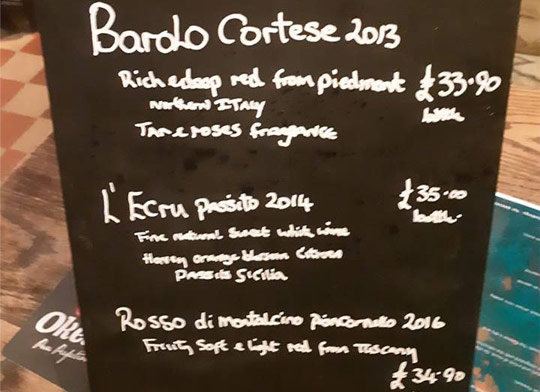 Barolo Cortese 2013
Rich & deep red from piedmont £33.90
northern ITALY bottle
Tar & roses fragrance
L'Ecru passito 2014 £35.00
bottle
Fine natural sweet white wine
Honey orange blossom citrus
Passito Sicilia
Rosso di montalcino pian 2016
Fruity soft & light red from Tuscany
£34.90